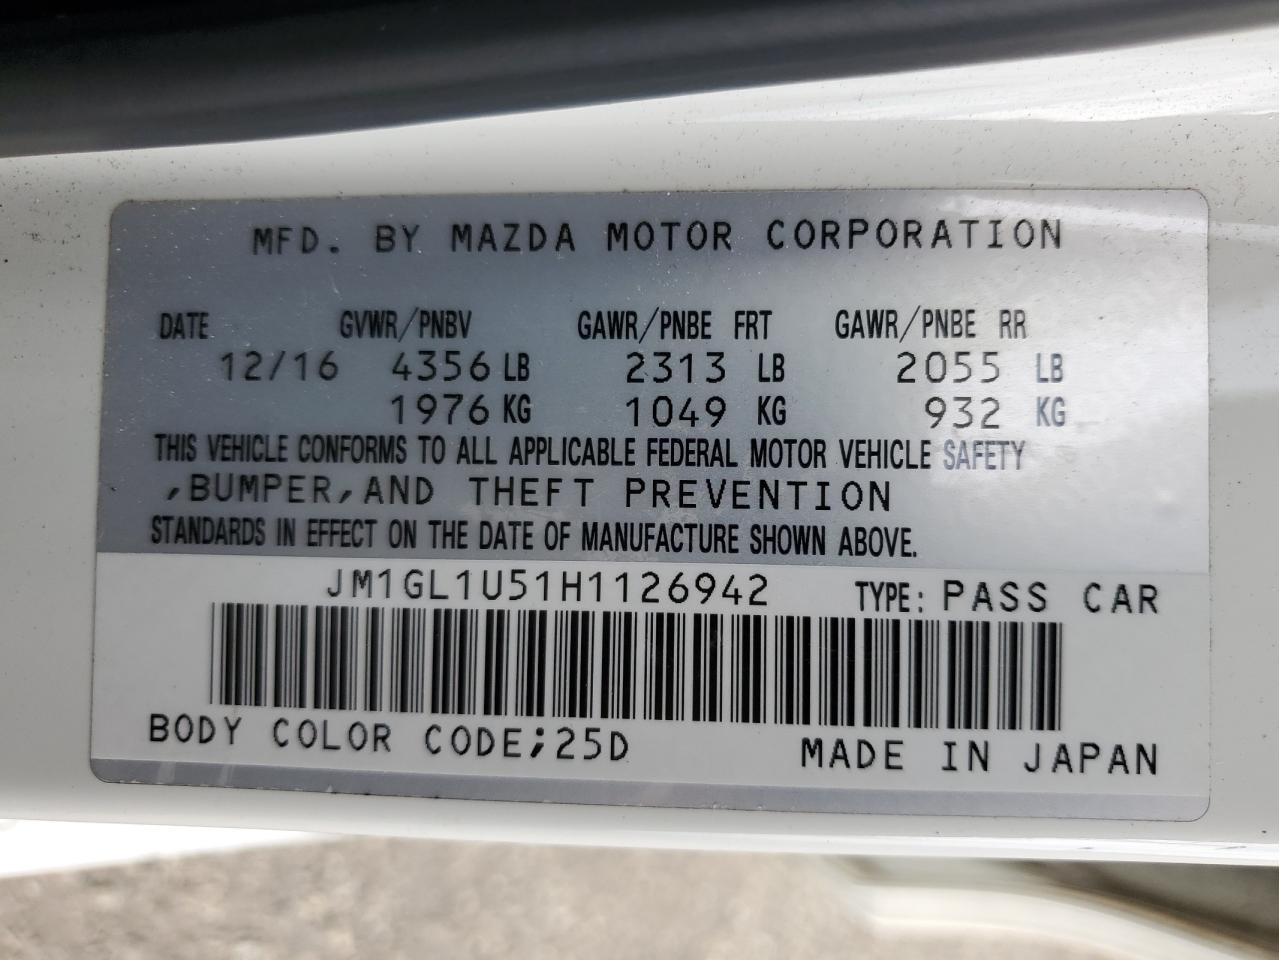 MFD. BY MAZDA MOTOR CORPORATION
DATE GVWR/PNBV GAWR/PNBE FRT GAWR/PNBE RR
12/16 4356 LB 2313 LB 2055 LB
1976 KG 1049 KG 932 KG
THIS VEHICLE CONFORMS TO ALL APPLICABLE FEDERAL MOTOR VEHICLE SAFETY
,BUMPER,AND THEFT PREVENTION
STANDARDS IN EFFECT ON THE DATE OF MANUFACTURE SHOWN ABOVE.
JM1GL1U51H1126942 TYPE: PASS CAR
BODY COLOR CODE;25D MADE IN JAPAN